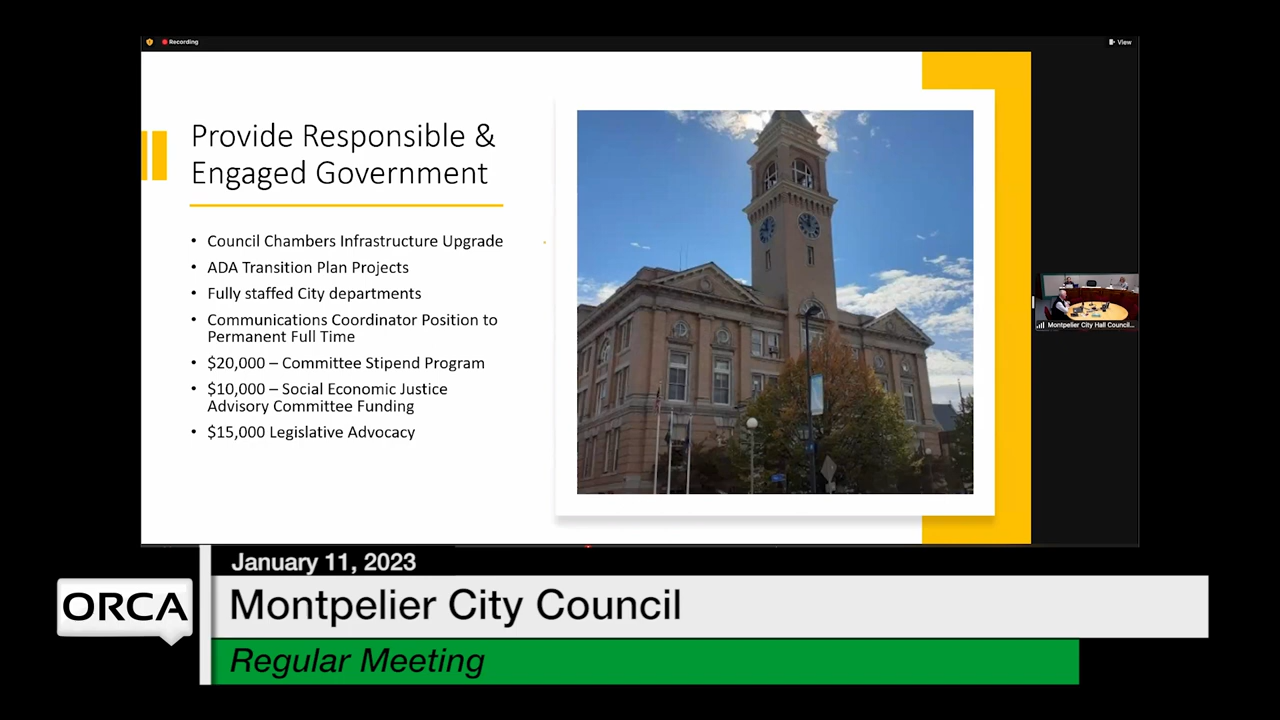 Recording
View
Provide Responsible &
Engaged Government
• Council Chambers Infrastructure Upgrade
• ADA Transition Plan Projects
• Fully staffed City departments
• Communications Coordinator Position to
Permanent Full Time
• $20,000 – Committee Stipend Program
• $10,000 – Social Economic Justice
Advisory Committee Funding
• $15,000 Legislative Advocacy
Montpelier City Hall Council...
January 11, 2023
ORCA
Montpelier City Council
Regular Meeting